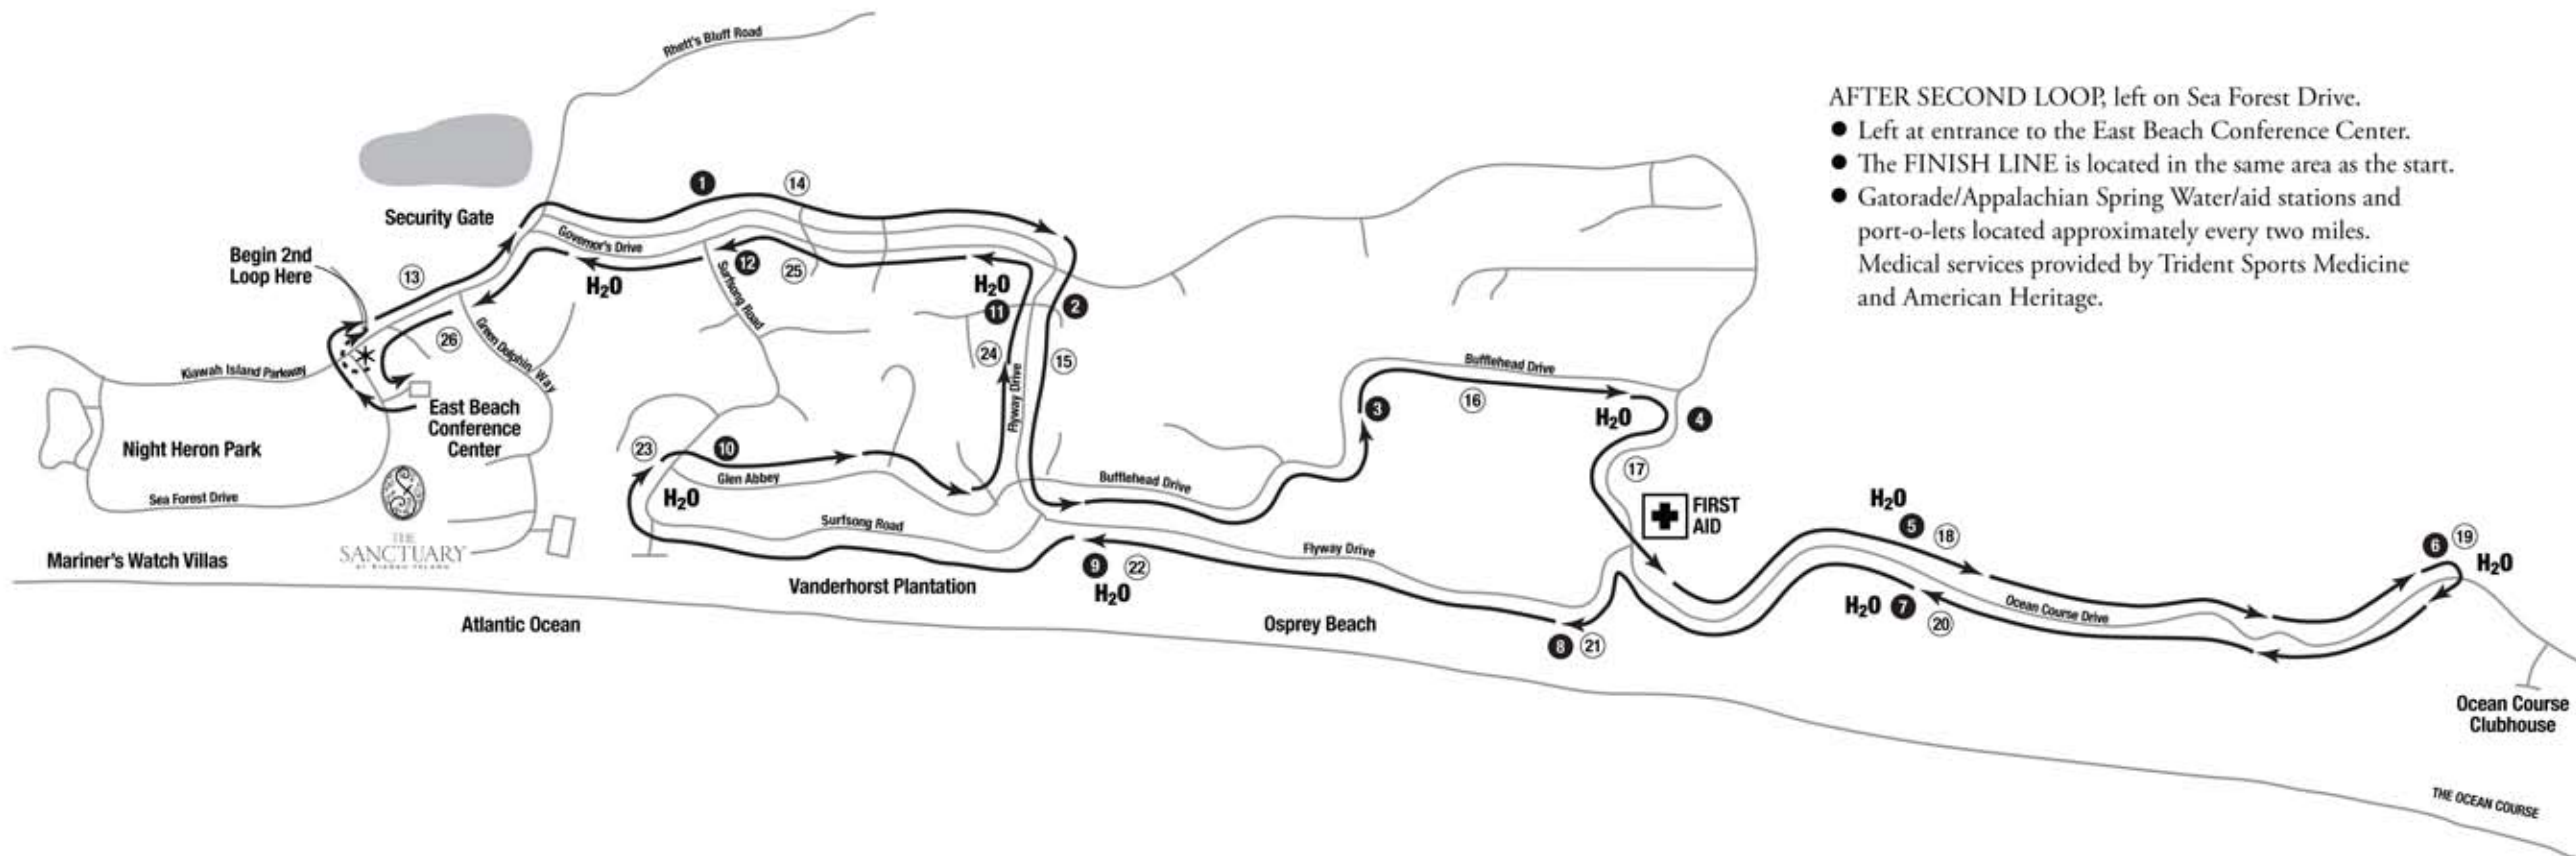 Rhett's Bluff Road
AFTER SECOND LOOP, left on Sea Forest Drive.
● Left at entrance to the East Beach Conference Center.
● The FINISH LINE is located in the same area as the start.
● Gatorade/Appalachian Spring Water/aid stations and
port-o-lets located approximately every two miles.
Medical services provided by Trident Sports Medicine
and American Heritage.
1
14
Security Gate
Governor's Drive
Begin 2nd
Loop Here
13
12
25
H₂O
H₂O
11
2
Surfsong Road
26
Green Dolphin Way
24
15
Flyway Drive
Kiawah Island Parkway
Bufflehead Drive
16
3
H₂O
4
East Beach
Conference
Center
Night Heron Park
23
10
Glen Abbey
H₂O
Bufflehead Drive
17
Sea Forest Drive
FIRST
AID
H₂O
5
18
Surfsong Road
Flyway Drive
6
19
H₂O
THE
SANCTUARY
AT KIAWAH ISLAND
Mariner's Watch Villas
Vanderhorst Plantation
9
22
H₂O
H₂O
7
20
Ocean Course Drive
Atlantic Ocean
Osprey Beach
8
21
Ocean Course
Clubhouse
THE OCEAN COURSE